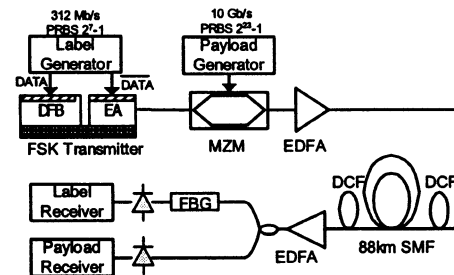 312 Mb/s
PRBS 2⁷-1
10 Gb/s
PRBS 2²³-1
Label
Generator
Payload
Generator
DATA
DATA
DFB
EA
FSK Transmitter
MZM
EDFA
Label
Receiver
FBG
DCF
DCF
Payload
Receiver
EDFA
88km SMF